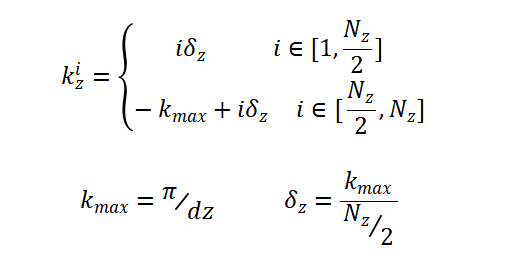 k_z^i = { iδ_z    i ∈ [1, N_z/2]
− k_max + iδ_z    i ∈ [N_z/2, N_z]
k_max = π/dz    δ_z = k_max / (N_z/2)